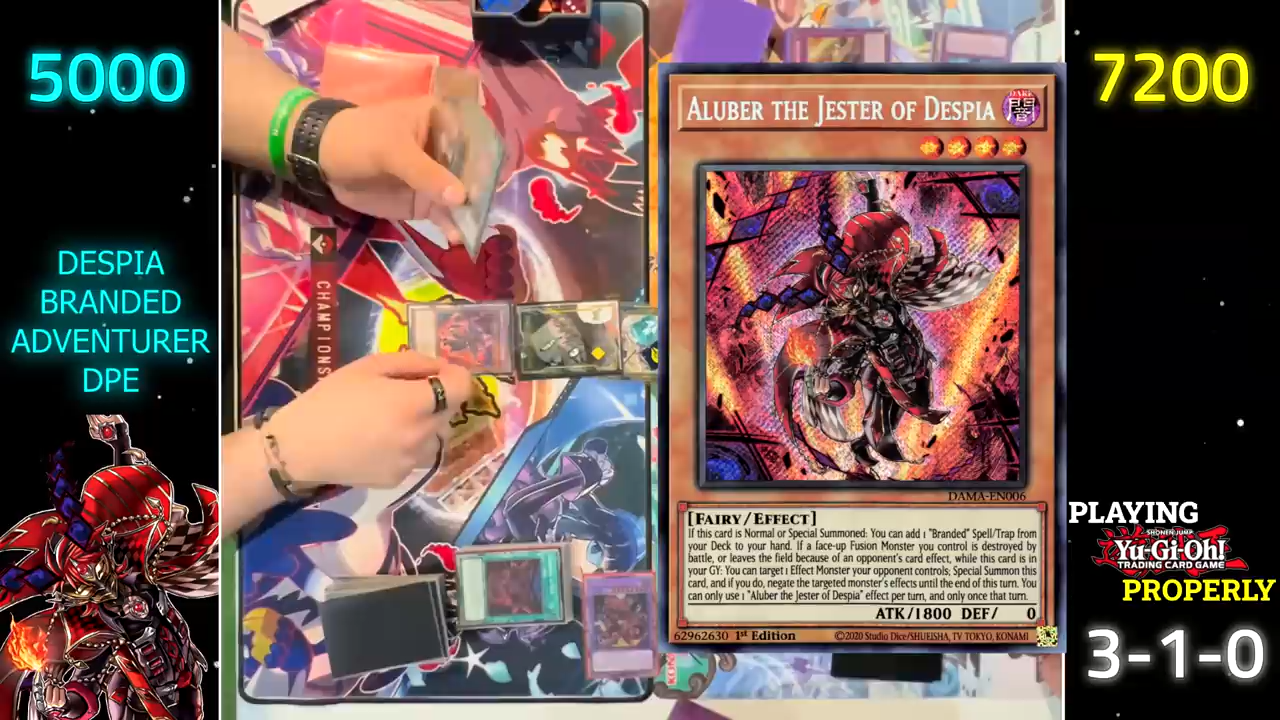 5000
7200
DESPIA
BRANDED
ADVENTURER
DPE
CHAMPIONS
ALUBER THE JESTER OF DESPIA
DARK
闇
DAMA-EN006
[FAIRY/EFFECT]
If this card is Normal or Special Summoned: You can add 1 "Branded" Spell/Trap from
your Deck to your hand. If a face-up Fusion Monster you control is destroyed by
battle, or leaves the field because of an opponent's card effect, while this card is in
your GY: You can target 1 Effect Monster your opponent controls; Special Summon this
card, and if you do, negate the targeted monster's effects until the end of this turn. You
can only use 1 "Aluber the Jester of Despia" effect per turn, and only once that turn.
ATK/1800 DEF/ 0
62962630 1st Edition ©2020 Studio Dice/SHUEISHA, TV TOKYO, KONAMI
PLAYING
SHONEN JUMP
Yu-Gi-Oh!
TRADING CARD GAME
PROPERLY
3-1-0